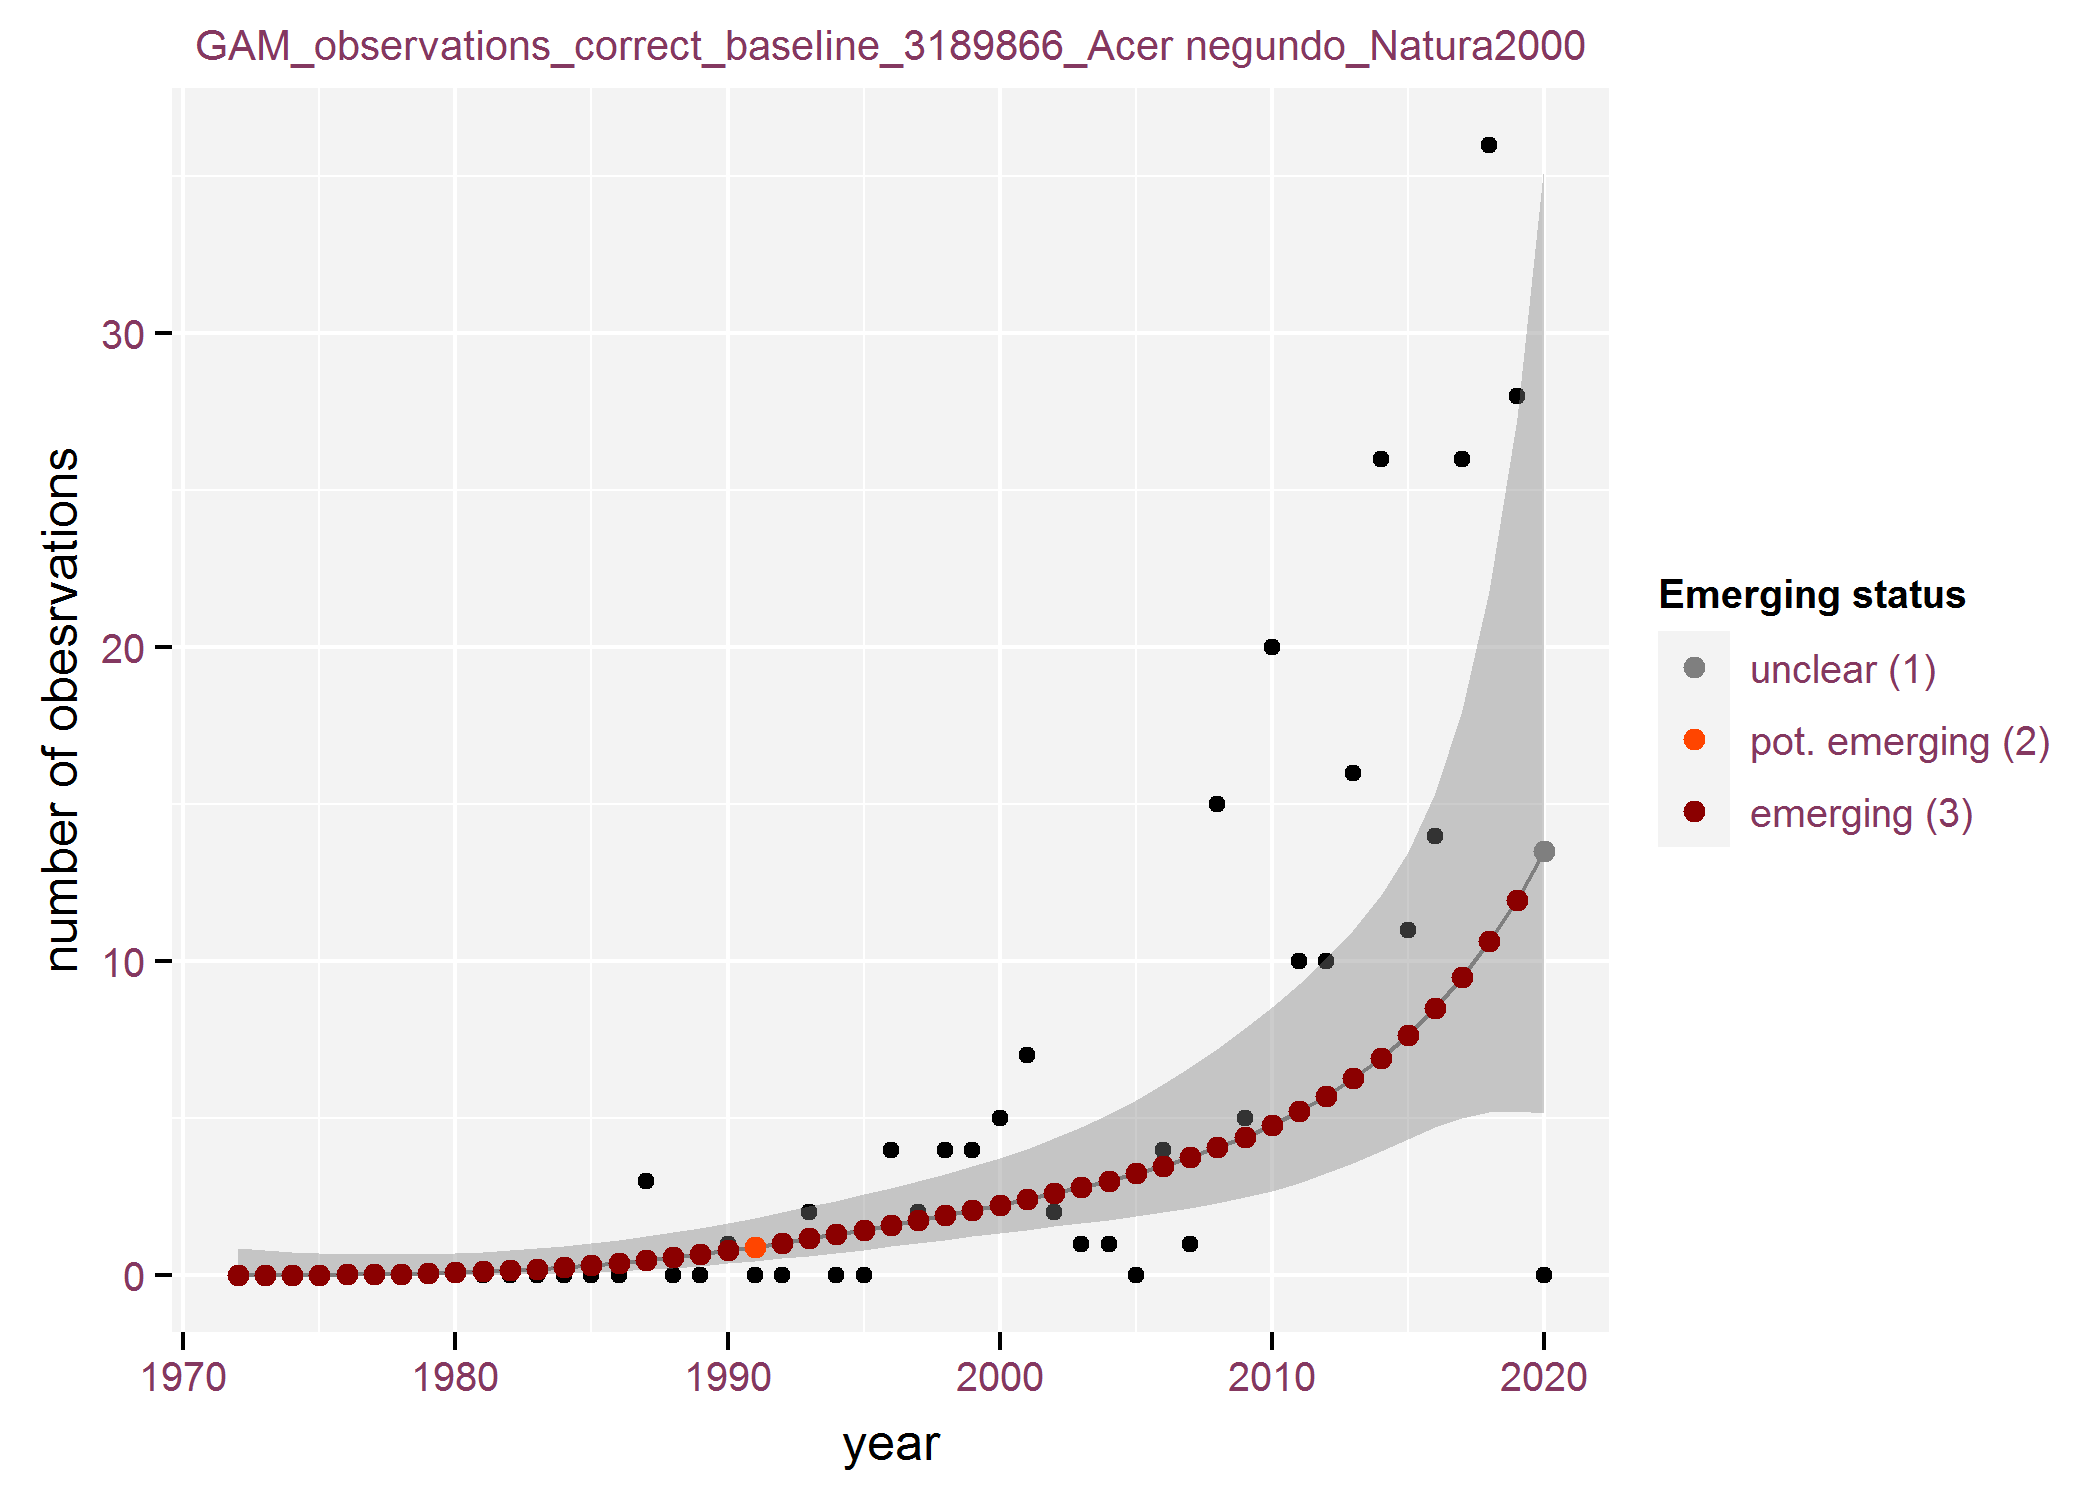 GAM_observations_correct_baseline_3189866_Acer negundo_Natura2000
number of obesrvations
30
20
10
0
1970 1980 1990 2000 2010 2020
year
Emerging status
unclear (1)
pot. emerging (2)
emerging (3)